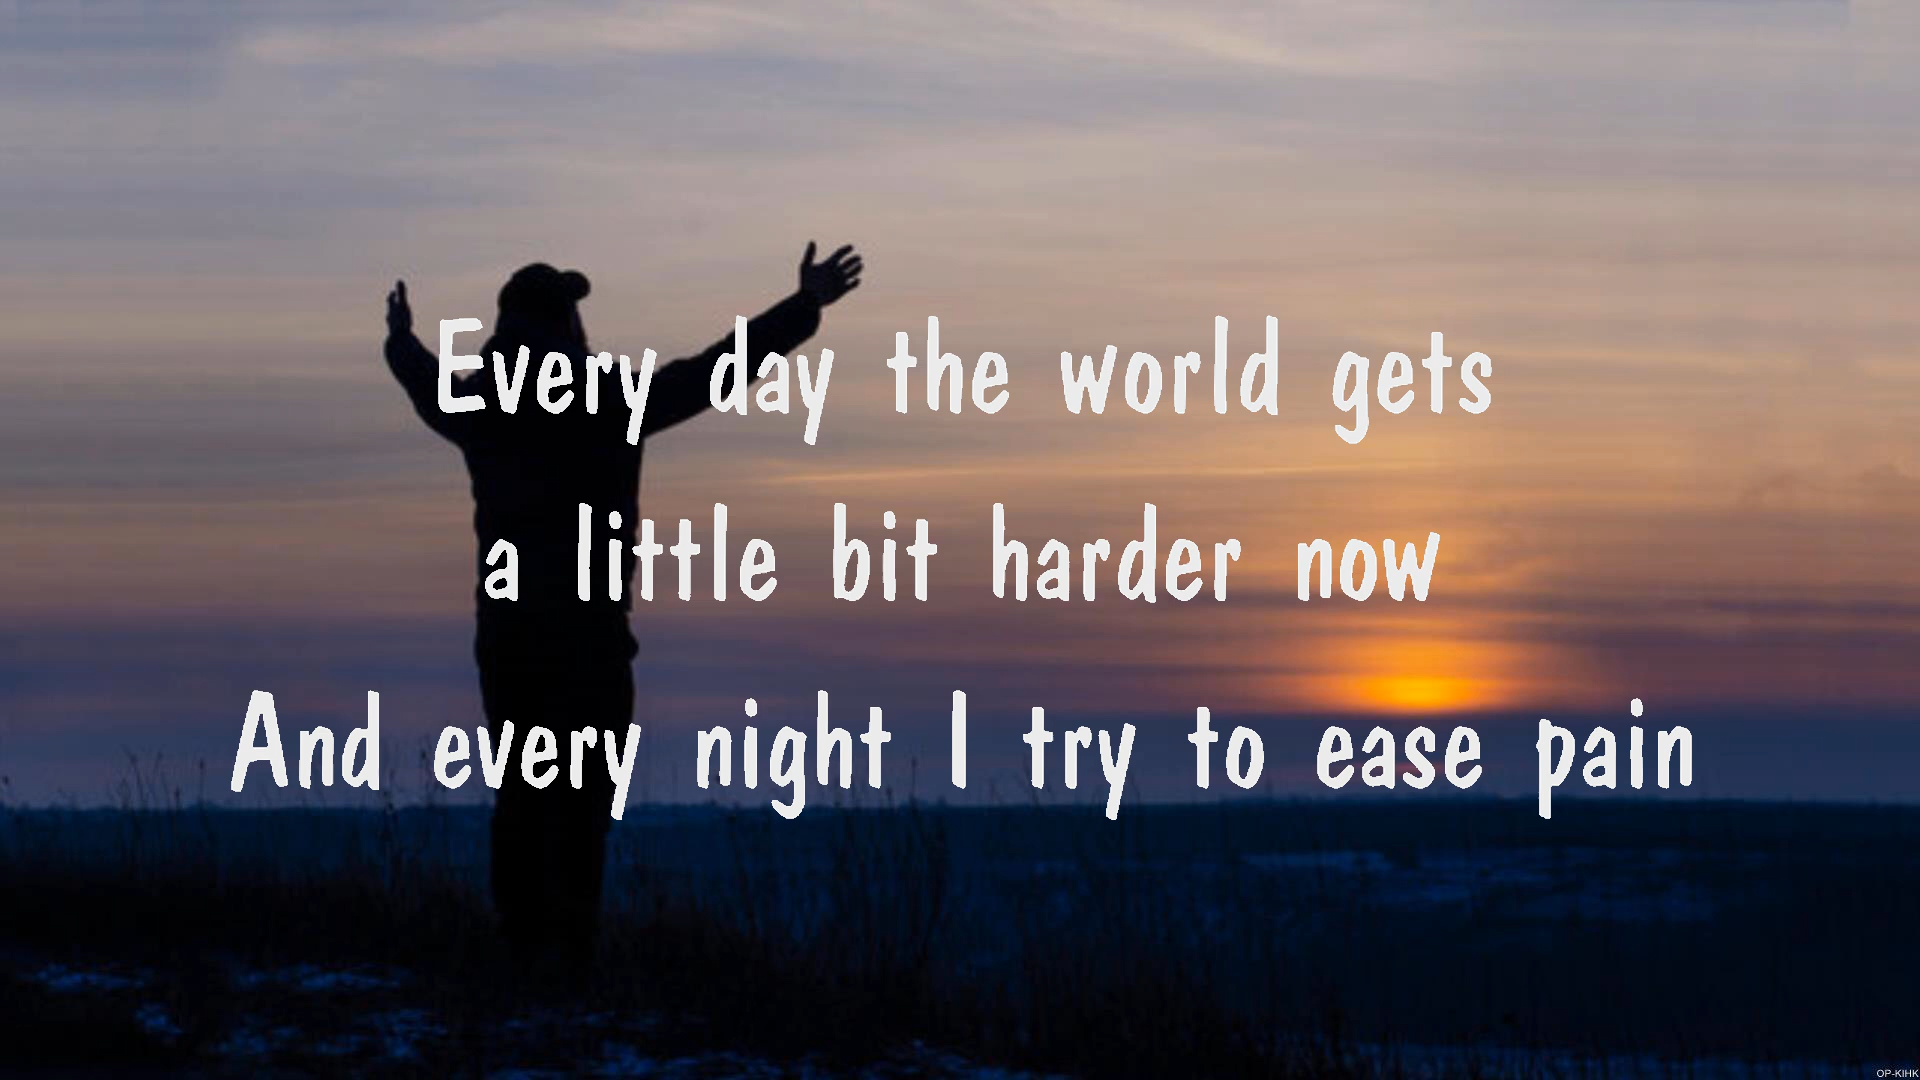 Every day the world gets
a little bit harder now
And every night I try to ease pain
OP-KIHK